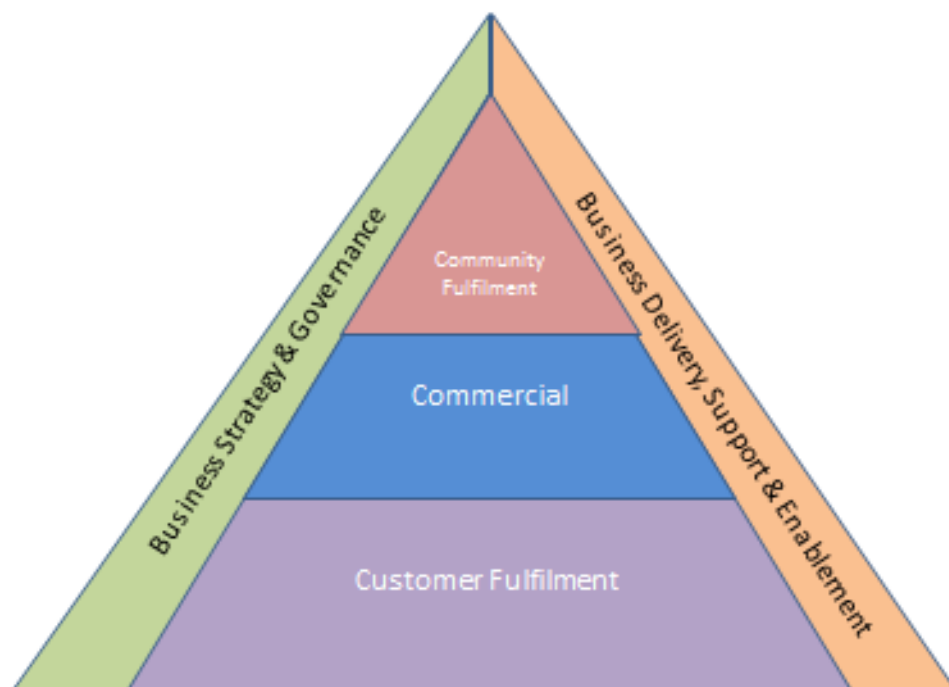 Business Strategy & Governance
Business Delivery, Support & Enablement
Community
Fulfilment
Commercial
Customer Fulfilment